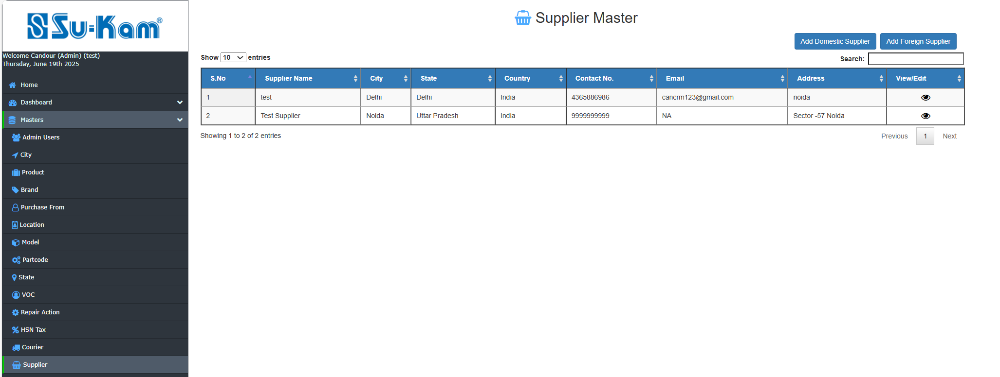 Su-Kam®
Welcome Candour (Admin) (test)
Thursday, June 19th 2025
Home
Dashboard
Masters
Admin Users
City
Product
Brand
Purchase From
Location
Model
Partcode
State
VOC
Repair Action
HSN Tax
Courier
Supplier
Supplier Master
Add Domestic Supplier Add Foreign Supplier
Show 10 entries Search:
S.No Supplier Name City State Country Contact No. Email Address View/Edit
1 test Delhi Delhi India 4365886986 cancrm123@gmail.com noida
2 Test Supplier Noida Uttar Pradesh India 9999999999 NA Sector -57 Noida
Showing 1 to 2 of 2 entries Previous 1 Next